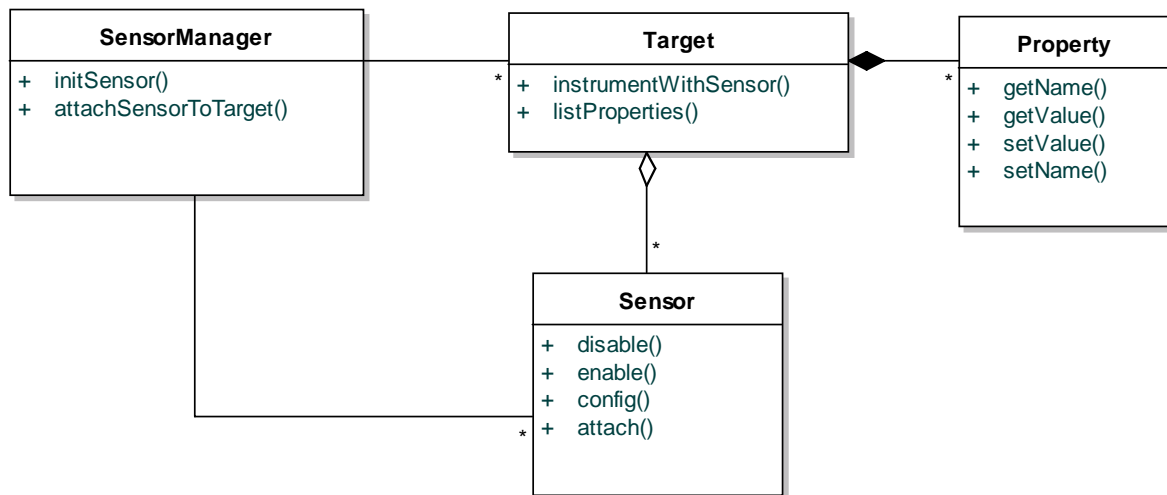 SensorManager
+ initSensor()
+ attachSensorToTarget()
*
Target
+ instrumentWithSensor()
+ listProperties()
*
Property
+ getName()
+ getValue()
+ setValue()
+ setName()
*
Sensor
+ disable()
+ enable()
+ config()
+ attach()
*